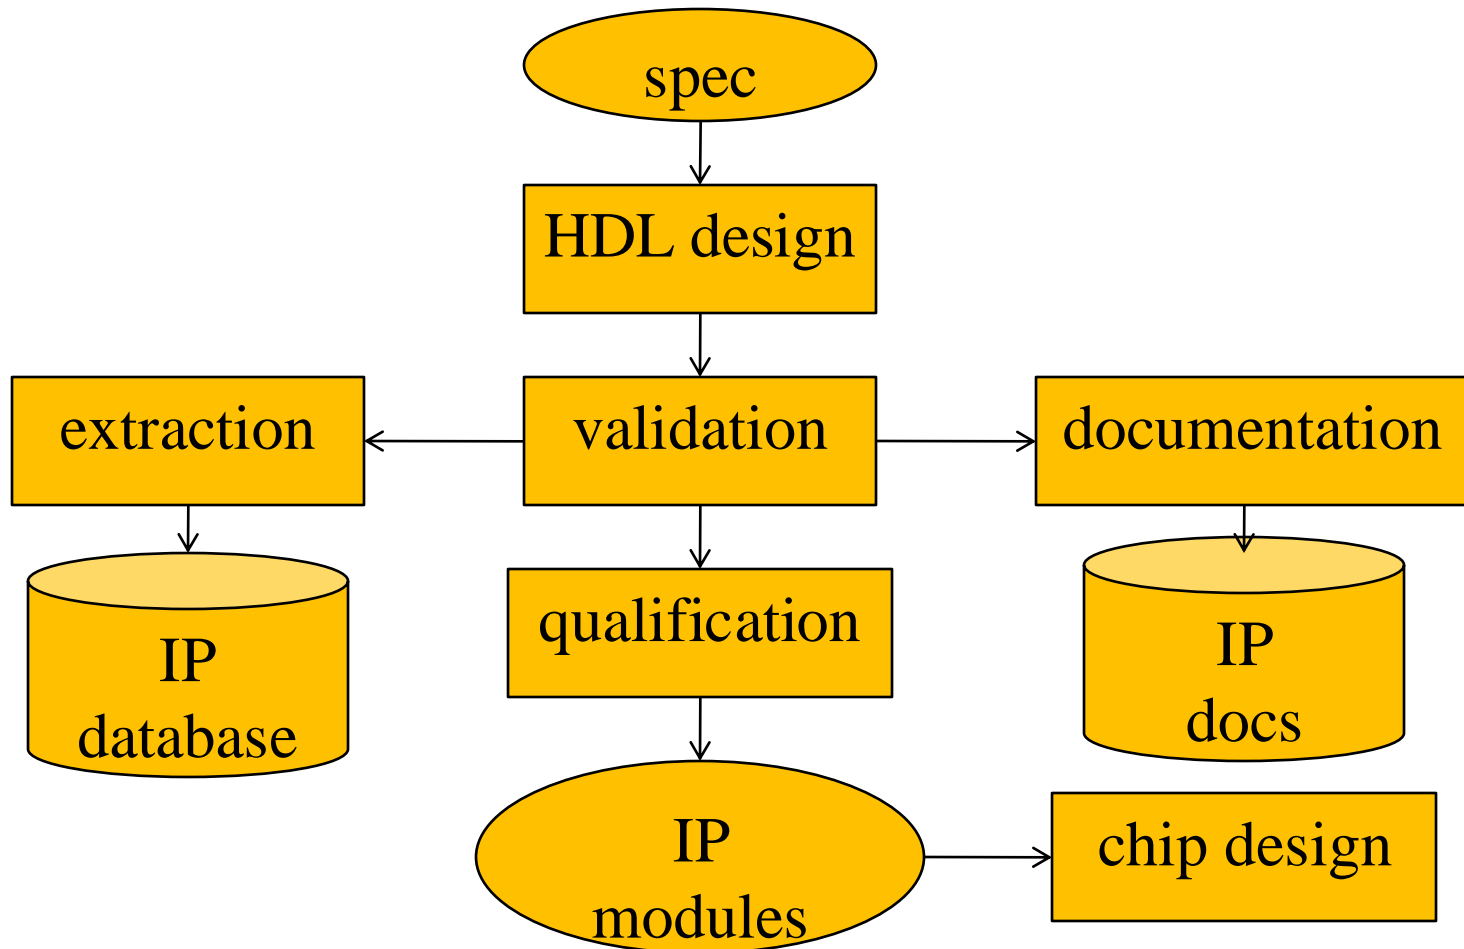 spec
HDL design
extraction
validation
documentation
qualification
IP
database
IP
docs
IP
modules
chip design